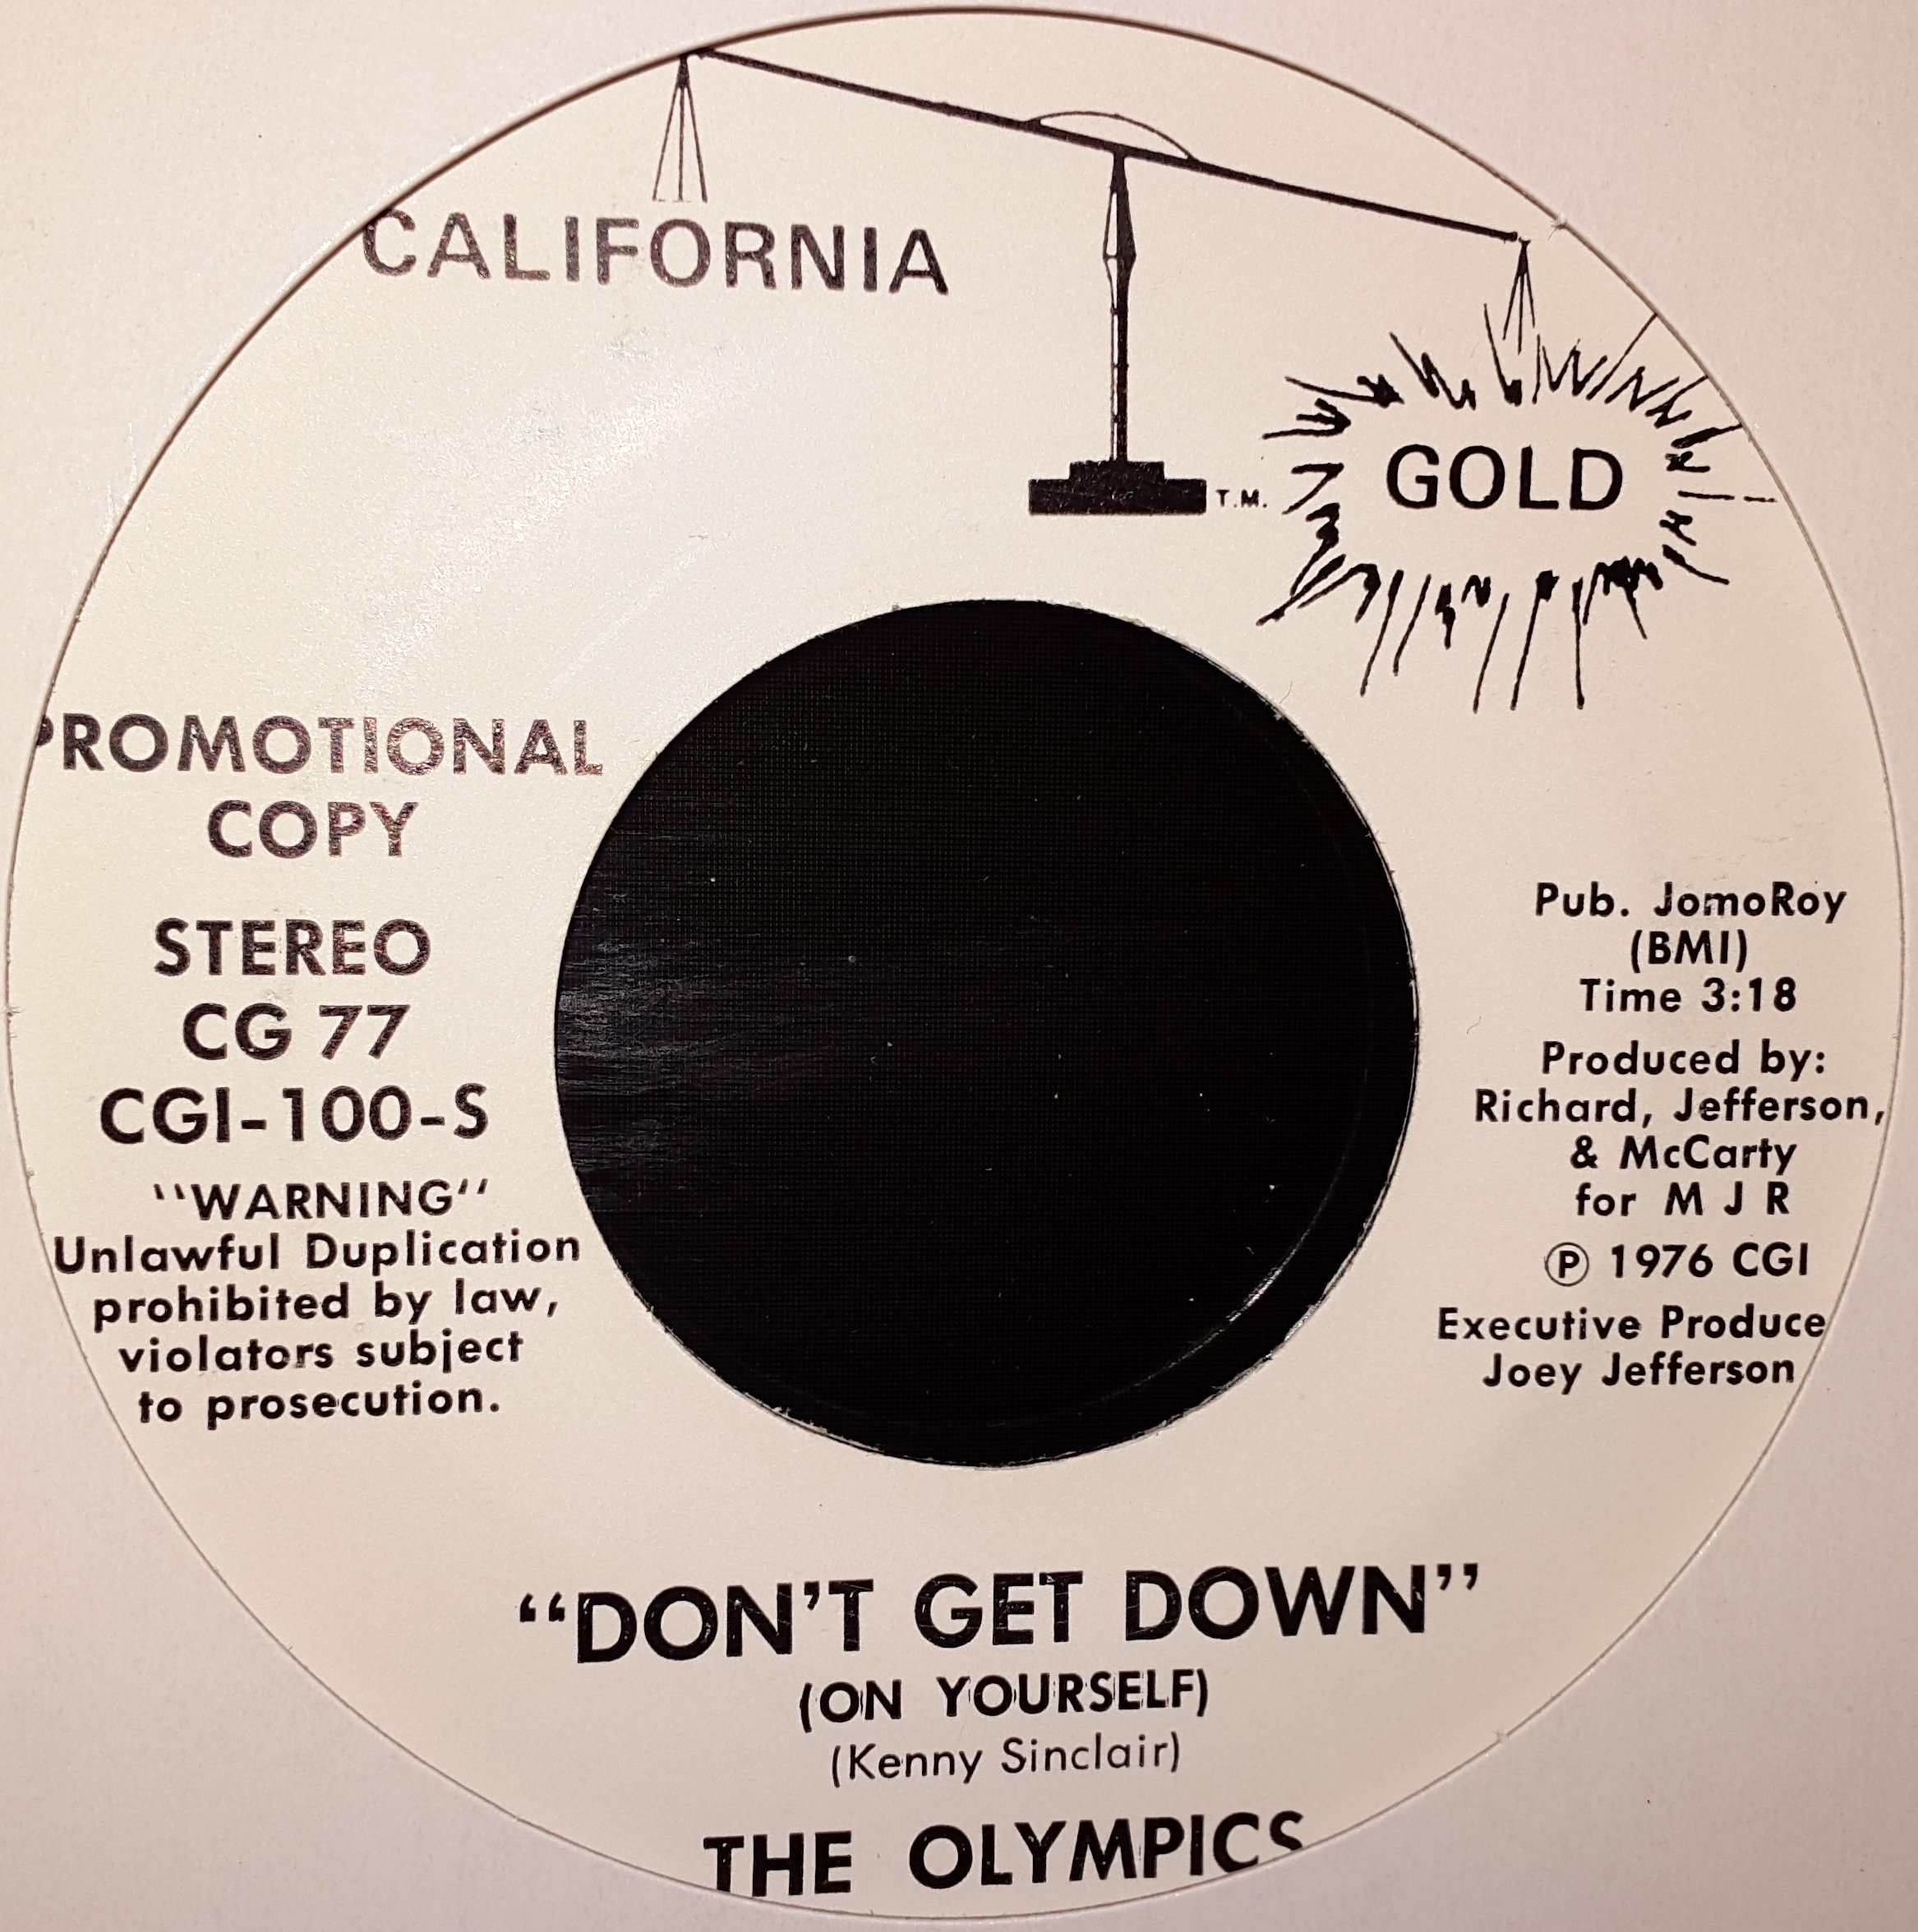 CALIFORNIA
T.M.
GOLD
PROMOTIONAL
COPY
STEREO
CG 77
CGI-100-S
''WARNING''
Unlawful Duplication
prohibited by law,
violators subject
to prosecution.
Pub. JomoRoy
(BMI)
Time 3:18
Produced by:
Richard, Jefferson,
& McCarty
for M J R
Ⓟ 1976 CGI
Executive Produce
Joey Jefferson
“DON’T GET DOWN”
(ON YOURSELF)
(Kenny Sinclair)
THE OLYMPICS